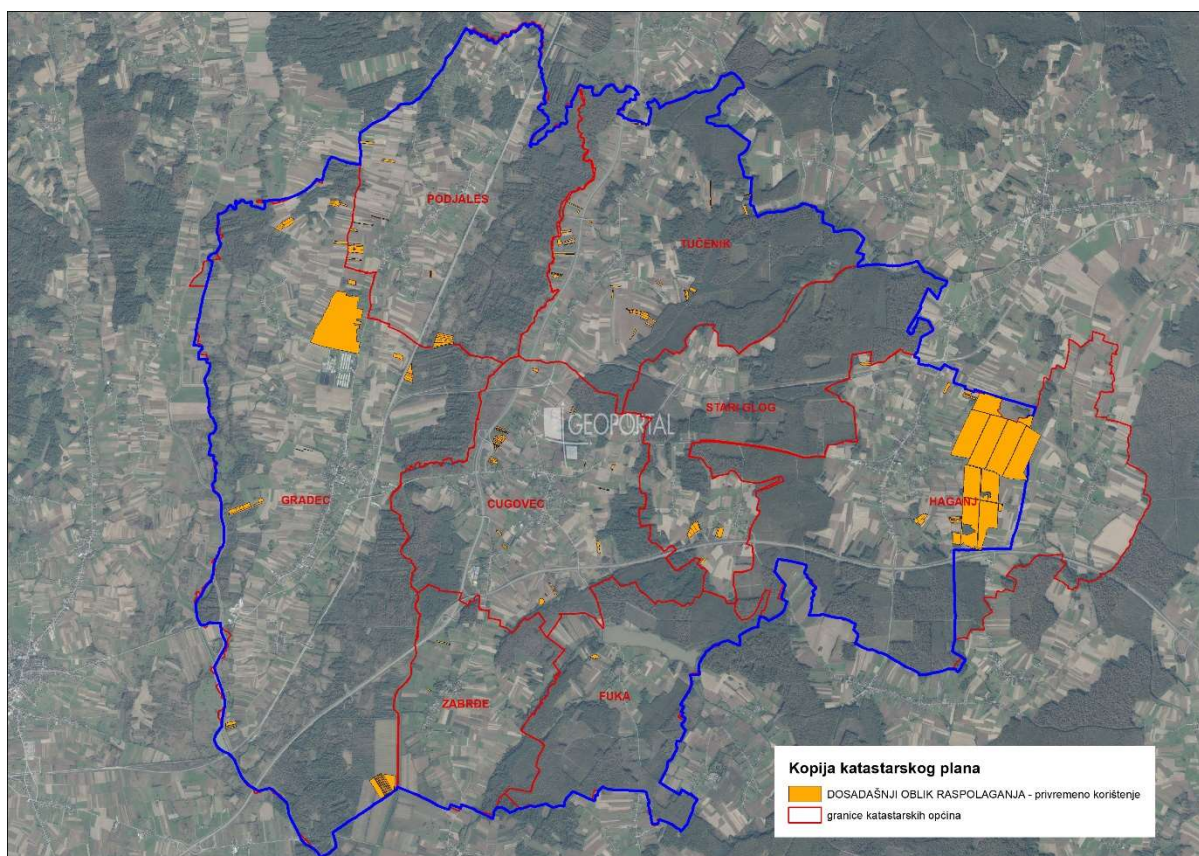 PODJALES
TUČENIK
STARI GLOG
GEOPORTAL
GRADEC
CUGOVEC
HAGANJ
ZABRĐE
FUKA
Kopija katastarskog plana
DOSADAŠNJI OBLIK RASPOLAGANJA - privremeno korištenje
granice katastarskih općina